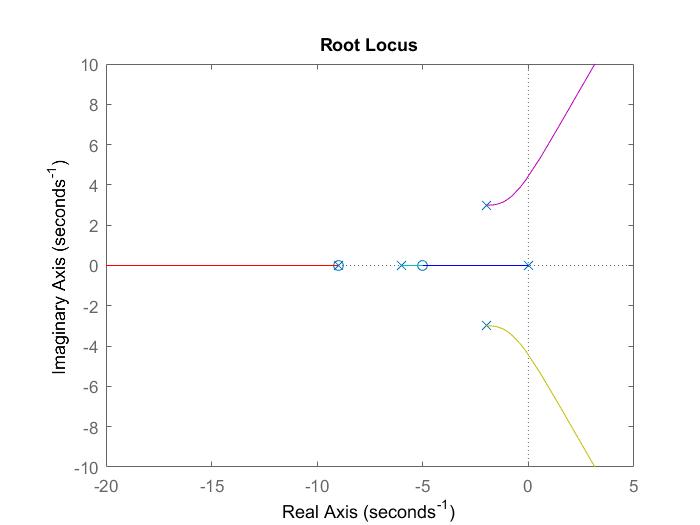 Root Locus
10
8
6
4
2
0
-2
-4
-6
-8
-10
Imaginary Axis (seconds⁻¹)
-20 -15 -10 -5 0 5
Real Axis (seconds⁻¹)